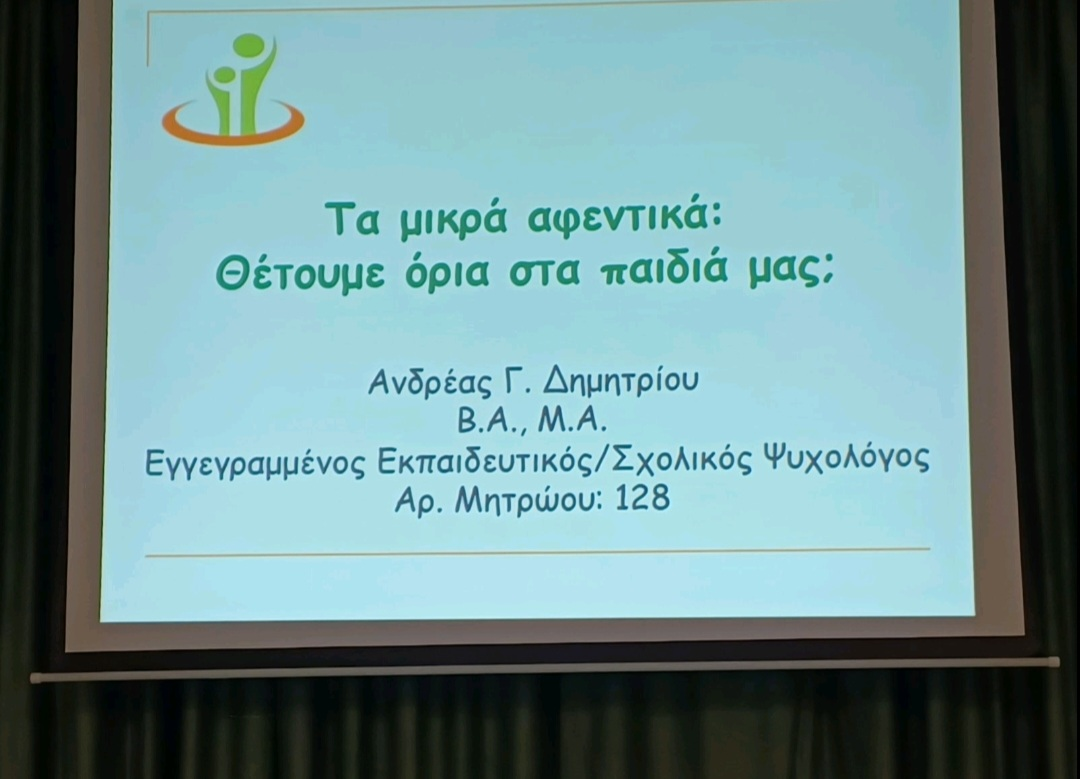 Τα μικρά αφεντικά:
Θέτουμε όρια στα παιδιά μας;
Ανδρέας Γ. Δημητρίου
B.A., M.A.
Εγγεγραμμένος Εκπαιδευτικός/Σχολικός Ψυχολόγος
Αρ. Μητρώου: 128